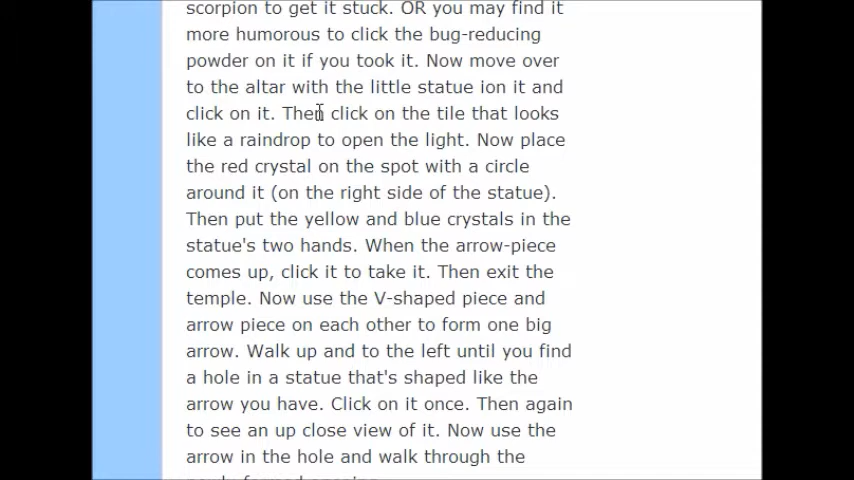 scorpion to get it stuck. OR you may find it
more humorous to click the bug-reducing
powder on it if you took it. Now move over
to the altar with the little statue ion it and
click on it. Then click on the tile that looks
like a raindrop to open the light. Now place
the red crystal on the spot with a circle
around it (on the right side of the statue).
Then put the yellow and blue crystals in the
statue's two hands. When the arrow-piece
comes up, click it to take it. Then exit the
temple. Now use the V-shaped piece and
arrow piece on each other to form one big
arrow. Walk up and to the left until you find
a hole in a statue that's shaped like the
arrow you have. Click on it once. Then again
to see an up close view of it. Now use the
arrow in the hole and walk through the